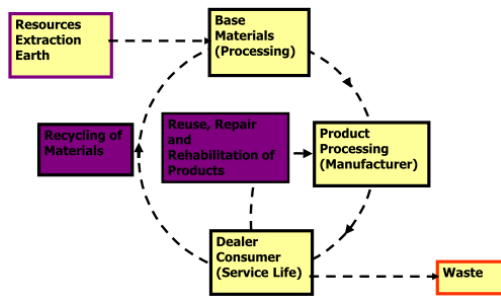 Resources
Extraction
Earth
Base
Materials
(Processing)
Recycling of
Materials
Reuse, Repair
and
Rehabilitation of
Products
Product
Processing
(Manufacturer)
Dealer
Consumer
(Service Life)
Waste